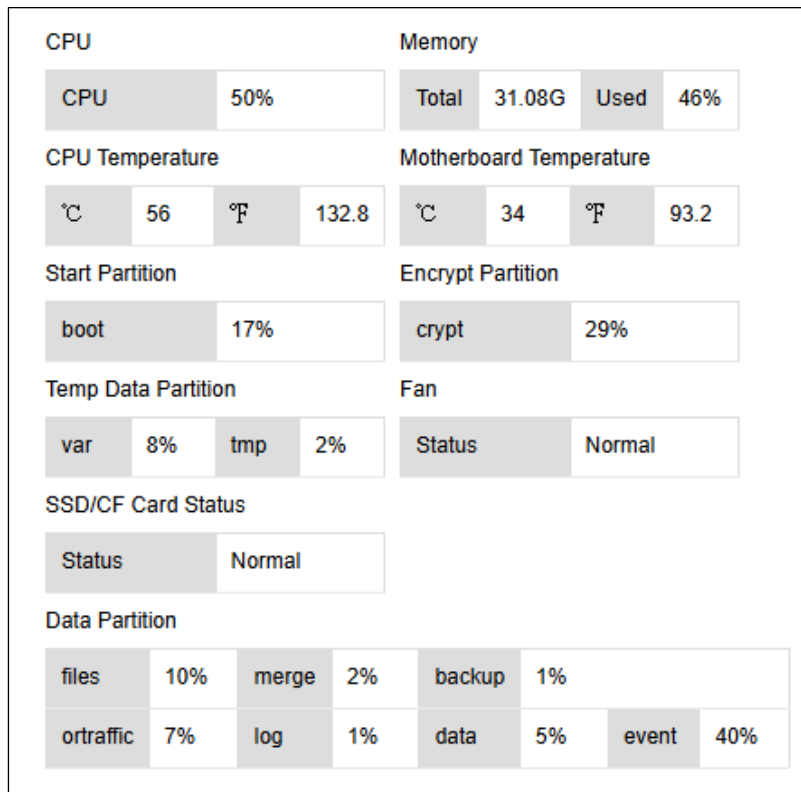 CPU Memory
CPU 50% Total 31.08G Used 46%
CPU Temperature Motherboard Temperature
℃ 56 ℉ 132.8 ℃ 34 ℉ 93.2
Start Partition Encrypt Partition
boot 17% crypt 29%
Temp Data Partition Fan
var 8% tmp 2% Status Normal
SSD/CF Card Status
Status Normal
Data Partition
files 10% merge 2% backup 1%
ortraffic 7% log 1% data 5% event 40%